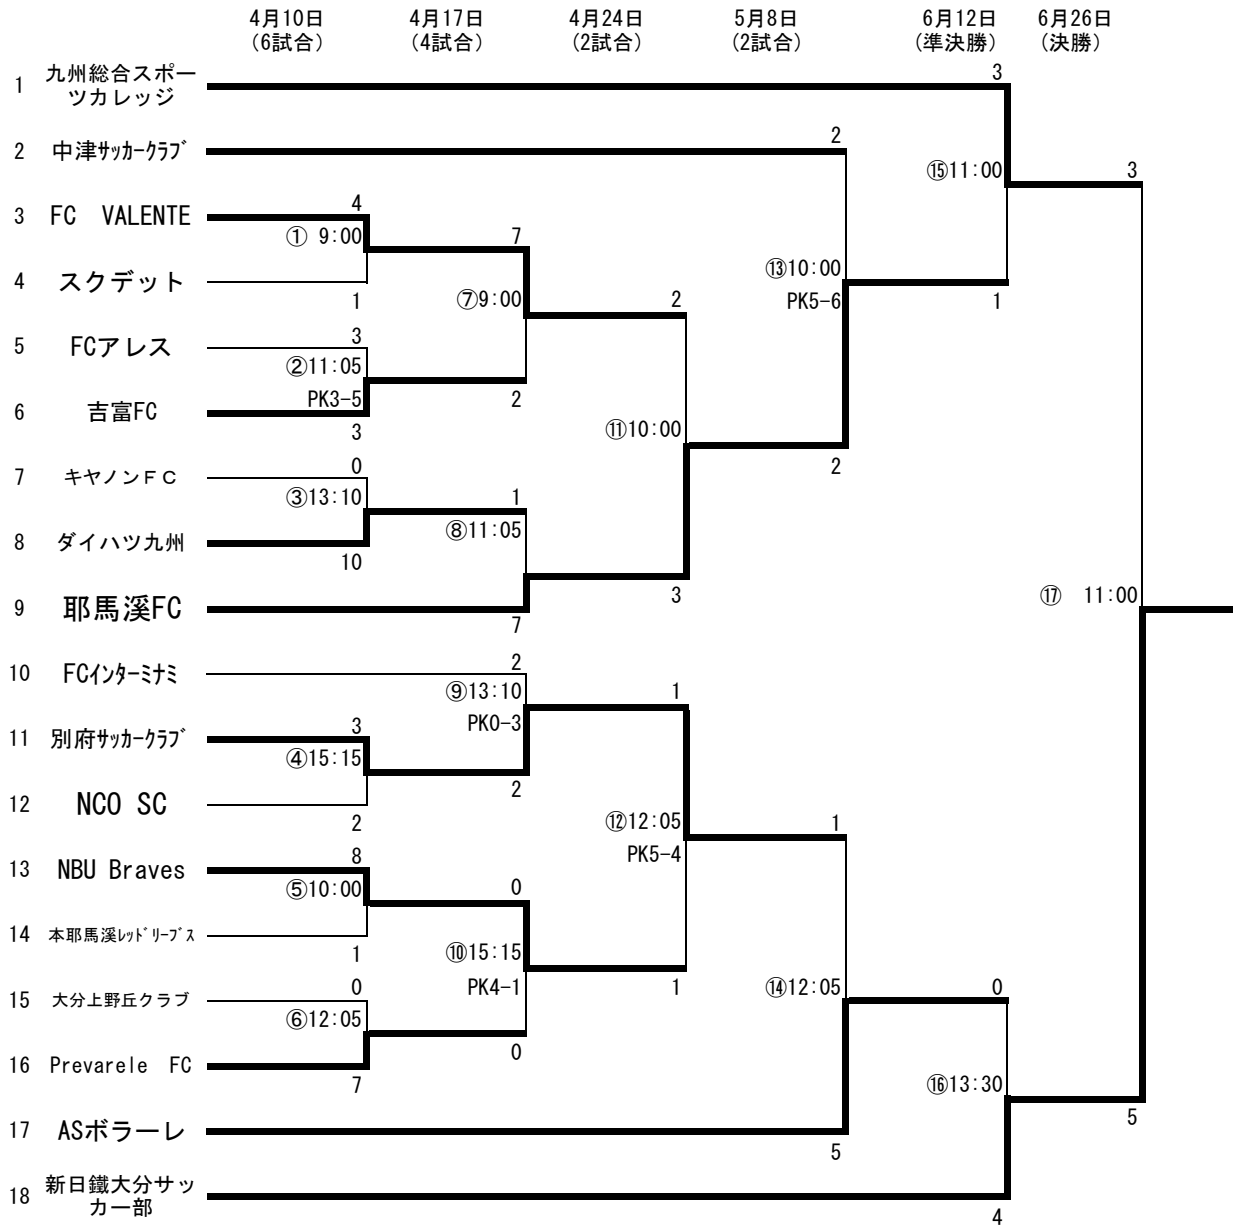 4月10日 4月17日 4月24日 5月8日 6月12日 6月26日
(6試合) (4試合) (2試合) (2試合) (準決勝) (決勝)
1 九州総合スポー
ツカレッジ
3
2 中津ｻｯｶｰｸﾗﾌﾞ
2
⑮11:00
3
3 FC　VALENTE
4
① 9:00
7
4 スクデット
1
⑬10:00
PK5-6
1
⑦9:00
2
5 FCアレス
3
②11:05
PK3-5
2
6 吉富FC
3
⑪10:00
2
7 キヤノンＦＣ
0
③13:10
1
8 ダイハツ九州
10
⑧11:05
3
9 耶馬溪FC
7
⑰　11:00
10 FCｲﾝﾀｰﾐﾅﾐ
2
⑨13:10
PK0-3
1
11 別府ｻｯｶｰｸﾗﾌﾞ
3
④15:15
2
12 NCO SC
2
⑫12:05
PK5-4
1
13 NBU Braves
8
⑤10:00
0
14 本耶馬溪ﾚｯﾄﾞﾘｰﾌﾞｽ
1
⑩15:15
PK4-1
1
⑭12:05
0
15 大分上野丘クラブ
0
⑥12:05
0
16 Prevarele　FC
7
⑯13:30
5
17 ASボラーレ
5
18 新日鐵大分サッ
カー部
4